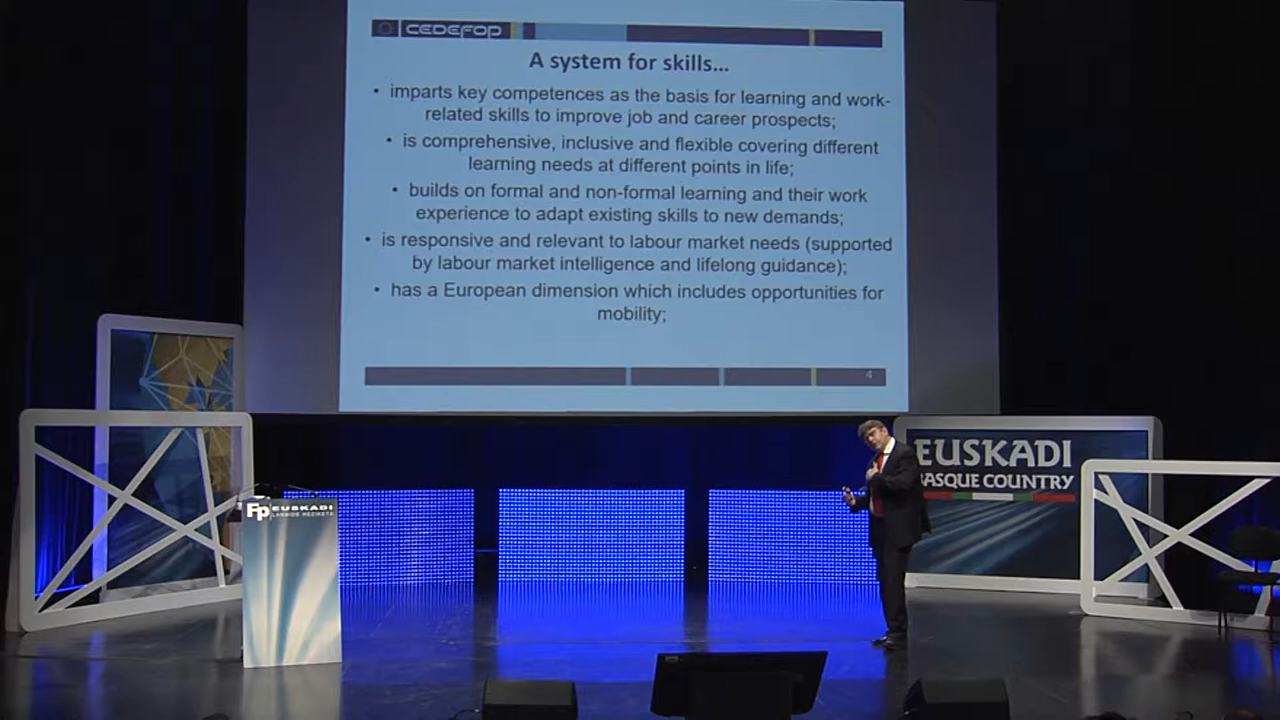 CEDEFOP
A system for skills...
• imparts key competences as the basis for learning and work-
related skills to improve job and career prospects;
• is comprehensive, inclusive and flexible covering different
learning needs at different points in life;
• builds on formal and non-formal learning and their work
experience to adapt existing skills to new demands;
• is responsive and relevant to labour market needs (supported
by labour market intelligence and lifelong guidance);
• has a European dimension which includes opportunities for
mobility;
4
EUSKADI
BASQUE COUNTRY
Fp EUSKADI
LANBIDE HEZIKETA